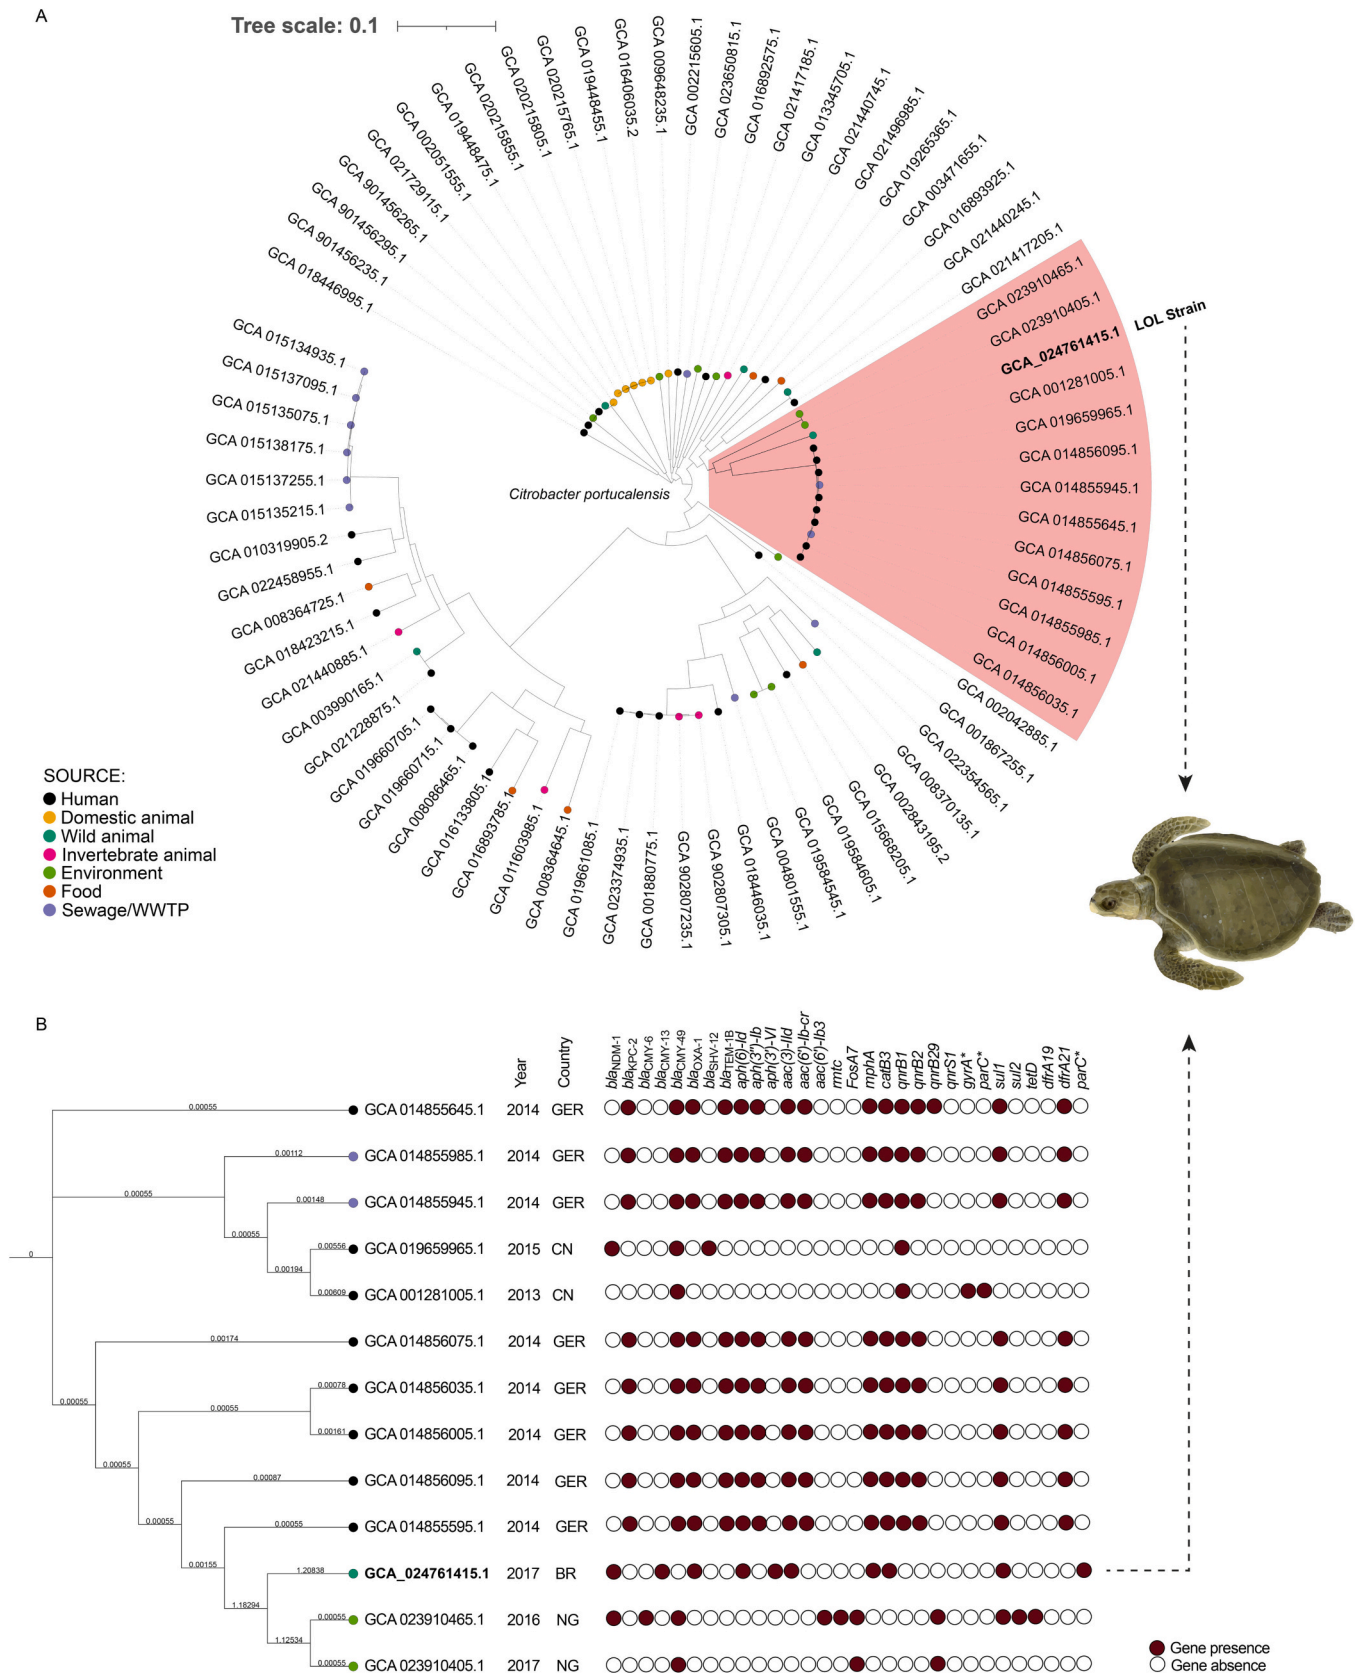 A
Tree scale: 0.1
GCA 018446995.1
GCA 901456235.1
GCA 901456295.1
GCA 901456265.1
GCA 021729115.1
GCA 002051555.1
GCA 019448475.1
GCA 020215855.1
GCA 020215805.1
GCA 020215765.1
GCA 019448455.1
GCA 016406035.2
GCA 009648235.1
GCA 002215605.1
GCA 023650815.1
GCA 016892575.1
GCA 021417185.1
GCA 013345705.1
GCA 021440745.1
GCA 021496985.1
GCA 019265365.1
GCA 003471655.1
GCA 016893925.1
GCA 021440245.1
GCA 021417205.1
GCA 023910465.1
GCA 023910405.1
GCA_024761415.1
LOL Strain
GCA 001281005.1
GCA 019659965.1
GCA 014856095.1
GCA 014855945.1
GCA 014855645.1
GCA 014856075.1
GCA 014855595.1
GCA 014855985.1
GCA 014856005.1
GCA 014856035.1
GCA 002042885.1
GCA 001867255.1
GCA 022354565.1
GCA 008370135.1
GCA 002843195.2
GCA 015668205.1
GCA 019584605.1
GCA 019584545.1
GCA 004801555.1
GCA 018446035.1
GCA 902807305.1
GCA 902807235.1
GCA 001880775.1
GCA 023374935.1
GCA 019661085.1
GCA 008364645.1
GCA 011603985.1
GCA 016893785.1
GCA 016133805.1
GCA 008086465.1
GCA 019660715.1
GCA 019660705.1
GCA 021228875.1
GCA 003990165.1
GCA 021440885.1
GCA 018423215.1
GCA 008364725.1
GCA 022458955.1
GCA 010319905.2
GCA 015135215.1
GCA 015137255.1
GCA 015138175.1
GCA 015135075.1
GCA 015137095.1
GCA 015134935.1
Citrobacter portucalensis
SOURCE:
Human
Domestic animal
Wild animal
Invertebrate animal
Environment
Food
Sewage/WWTP
B
Year
Country
blaNDM-1
blaKPC-2
blaCMY-6
blaCMY-13
blaCMY-49
blaOXA-1
blaSHV-12
blaTEM-1B
aph(6)-Id
aph(3'')-Ib
aph(3')-VI
aac(3)-IId
aac(6')-Ib-cr
aac(6')-Ib3
rmtc
FosA7
mphA
catB3
qnrB1
qnrB2
qnrB29
qnrS1
gyrA*
parC*
sul1
sul2
tetD
dfrA19
dfrA21
parC*
0.00055 GCA 014855645.1 2014 GER
0.00112 GCA 014855985.1 2014 GER
0.00055
0.00148 GCA 014855945.1 2014 GER
0.00055
0.00556 GCA 019659965.1 2015 CN
0
0.00194
0.00609 GCA 001281005.1 2013 CN
0.00174 GCA 014856075.1 2014 GER
0.00078 GCA 014856035.1 2014 GER
0.00055
0.00055
0.00161 GCA 014856005.1 2014 GER
0.00055
0.00087 GCA 014856095.1 2014 GER
0.00055
0.00055 GCA 014855595.1 2014 GER
0.00155
1.20838 GCA_024761415.1 2017 BR
1.18294
0.00055 GCA 023910465.1 2016 NG
1.12534
0.00055 GCA 023910405.1 2017 NG
Gene presence
Gene absence